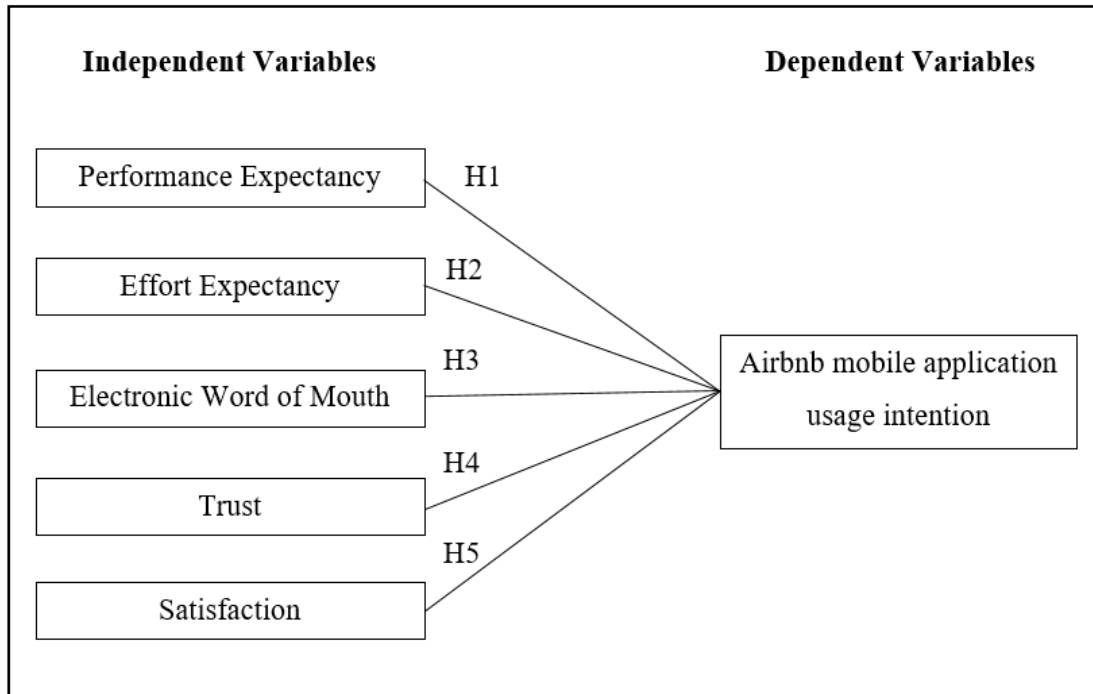 Independent Variables
Dependent Variables
Performance Expectancy
H1
Effort Expectancy
H2
Electronic Word of Mouth
H3
Trust
H4
Satisfaction
H5
Airbnb mobile application
usage intention